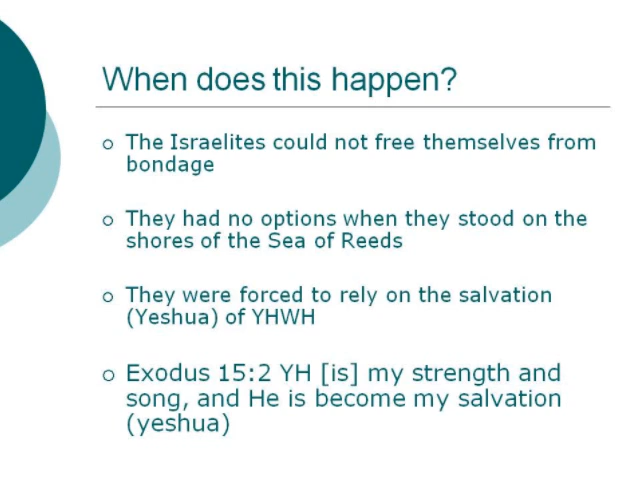 When does this happen?
The Israelites could not free themselves from
bondage
They had no options when they stood on the
shores of the Sea of Reeds
They were forced to rely on the salvation
(Yeshua) of YHWH
Exodus 15:2 YH [is] my strength and
song, and He is become my salvation
(yeshua)